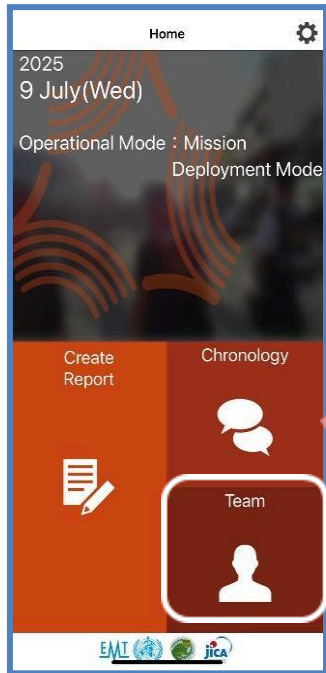 Home
2025
9 July(Wed)
Operational Mode：Mission
Deployment Mode
Create
Report
Chronology
Team
EMT
jICA